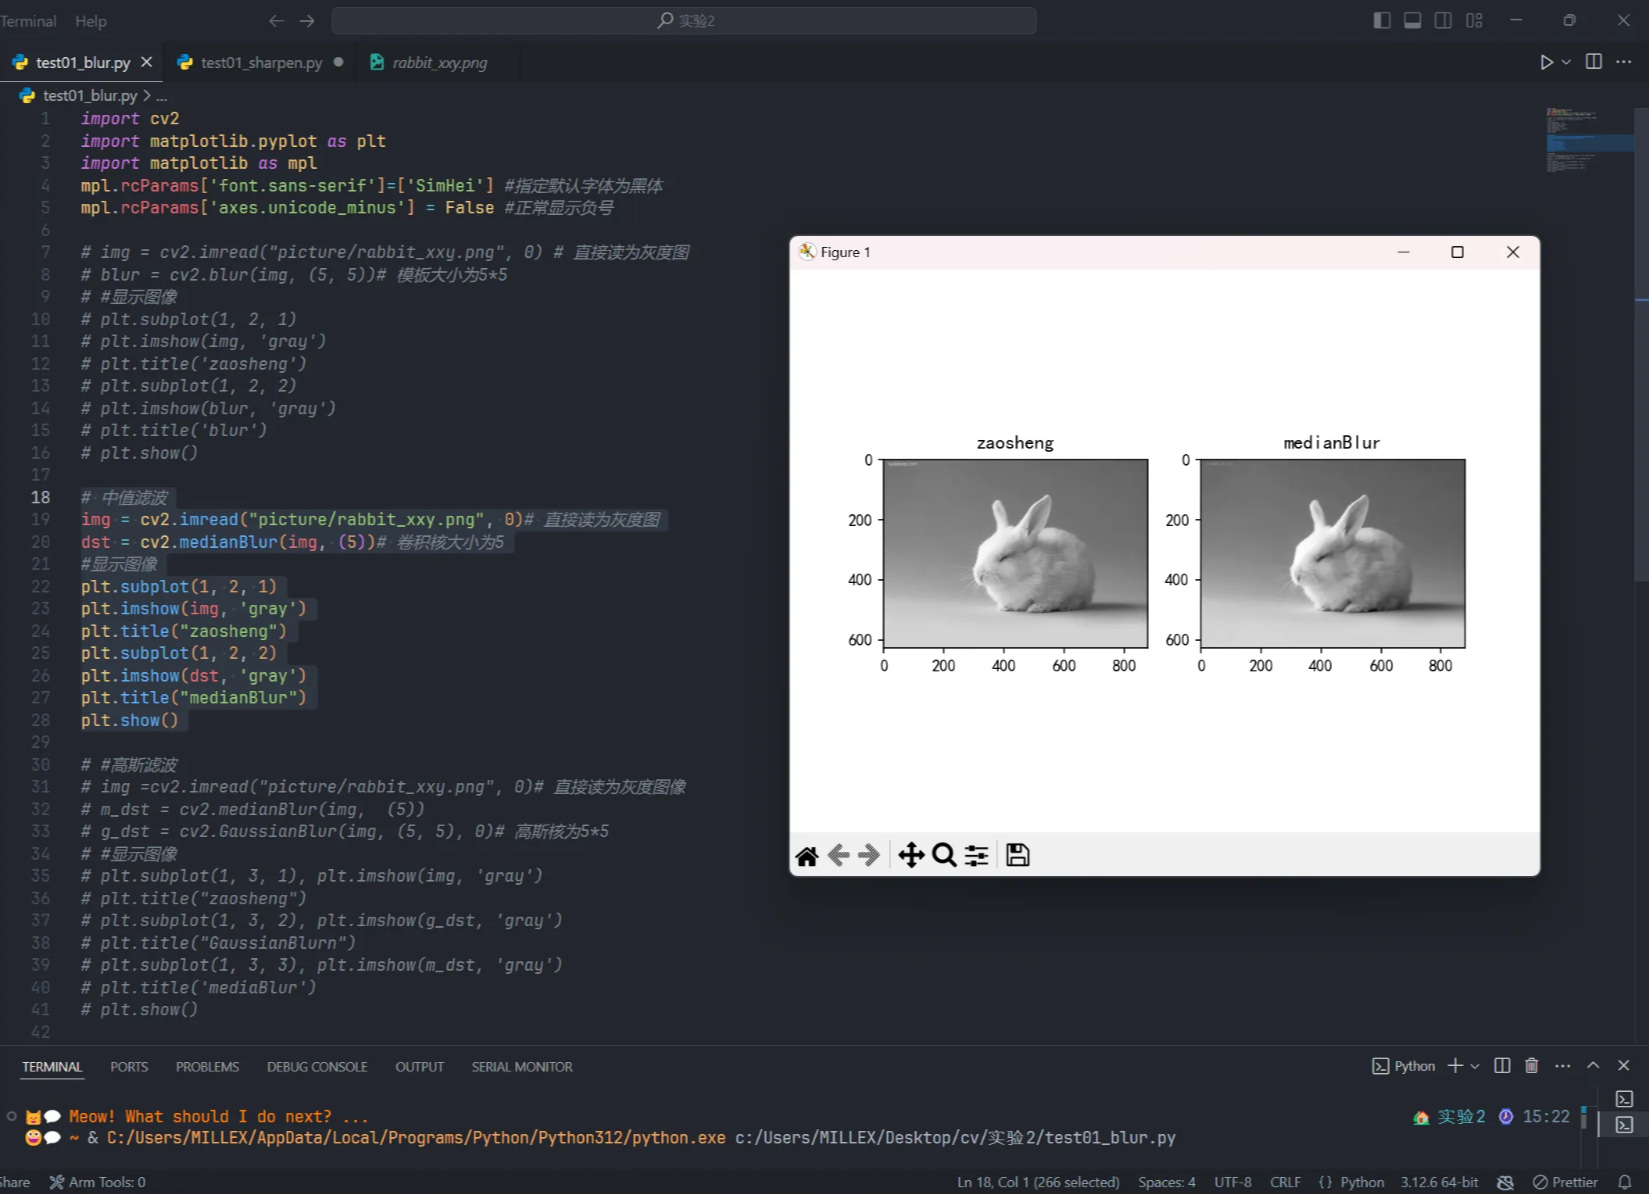 Terminal Help 实验2
test01_blur.py test01_sharpen.py rabbit_xxy.png
test01_blur.py > ...
1 import cv2
2 import matplotlib.pyplot as plt
3 import matplotlib as mpl
4 mpl.rcParams['font.sans-serif']=['SimHei'] #指定默认字体为黑体
5 mpl.rcParams['axes.unicode_minus'] = False #正常显示负号
6
7 # img = cv2.imread("picture/rabbit_xxy.png", 0) # 直接读为灰度图
8 # blur = cv2.blur(img, (5, 5))# 模板大小为5*5
9 # #显示图像
10 # plt.subplot(1, 2, 1)
11 # plt.imshow(img, 'gray')
12 # plt.title('zaosheng')
13 # plt.subplot(1, 2, 2)
14 # plt.imshow(blur, 'gray')
15 # plt.title('blur')
16 # plt.show()
17
18 # 中值滤波
19 img = cv2.imread("picture/rabbit_xxy.png", 0)# 直接读为灰度图
20 dst = cv2.medianBlur(img, (5))# 卷积核大小为5
21 #显示图像
22 plt.subplot(1, 2, 1)
23 plt.imshow(img, 'gray')
24 plt.title("zaosheng")
25 plt.subplot(1, 2, 2)
26 plt.imshow(dst, 'gray')
27 plt.title("medianBlur")
28 plt.show()
29
30 # #高斯滤波
31 # img =cv2.imread("picture/rabbit_xxy.png", 0)# 直接读为灰度图像
32 # m_dst = cv2.medianBlur(img,  (5))
33 # g_dst = cv2.GaussianBlur(img, (5, 5), 0)# 高斯核为5*5
34 # #显示图像
35 # plt.subplot(1, 3, 1), plt.imshow(img, 'gray')
36 # plt.title("zaosheng")
37 # plt.subplot(1, 3, 2), plt.imshow(g_dst, 'gray')
38 # plt.title("GaussianBlurn")
39 # plt.subplot(1, 3, 3), plt.imshow(m_dst, 'gray')
40 # plt.title('mediaBlur')
41 # plt.show()
42
Figure 1
zaosheng medianBlur
0 0
200 200
400 400
600 600
0 200 400 600 800 0 200 400 600 800
TERMINAL PORTS PROBLEMS DEBUG CONSOLE OUTPUT SERIAL MONITOR Python
Meow! What should I do next? ... 实验2 15:22
~ & C:/Users/MILLEX/AppData/Local/Programs/Python/Python312/python.exe c:/Users/MILLEX/Desktop/cv/实验2/test01_blur.py
Share Arm Tools: 0 Ln 18, Col 1 (266 selected) Spaces: 4 UTF-8 CRLF {} Python 3.12.6 64-bit Prettier